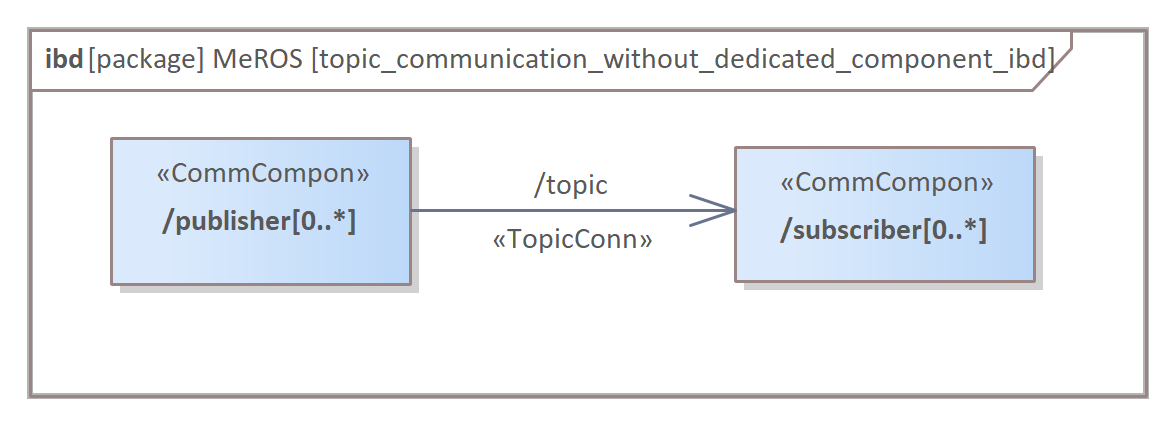 ibd [package] MeROS [topic_communication_without_dedicated_component_ibd]
«CommCompon»
/publisher[0..*]
/topic
«TopicConn»
«CommCompon»
/subscriber[0..*]